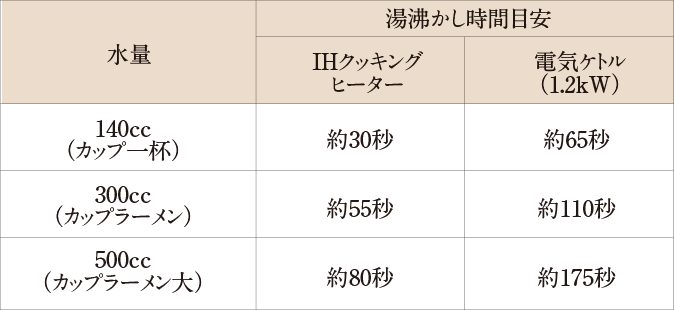 水量
湯沸かし時間目安
IHクッキング
ヒーター
電気ケトル
（1.2kW）
140cc
（カップ一杯）
約30秒
約65秒
300cc
（カップラーメン）
約55秒
約110秒
500cc
（カップラーメン大）
約80秒
約175秒